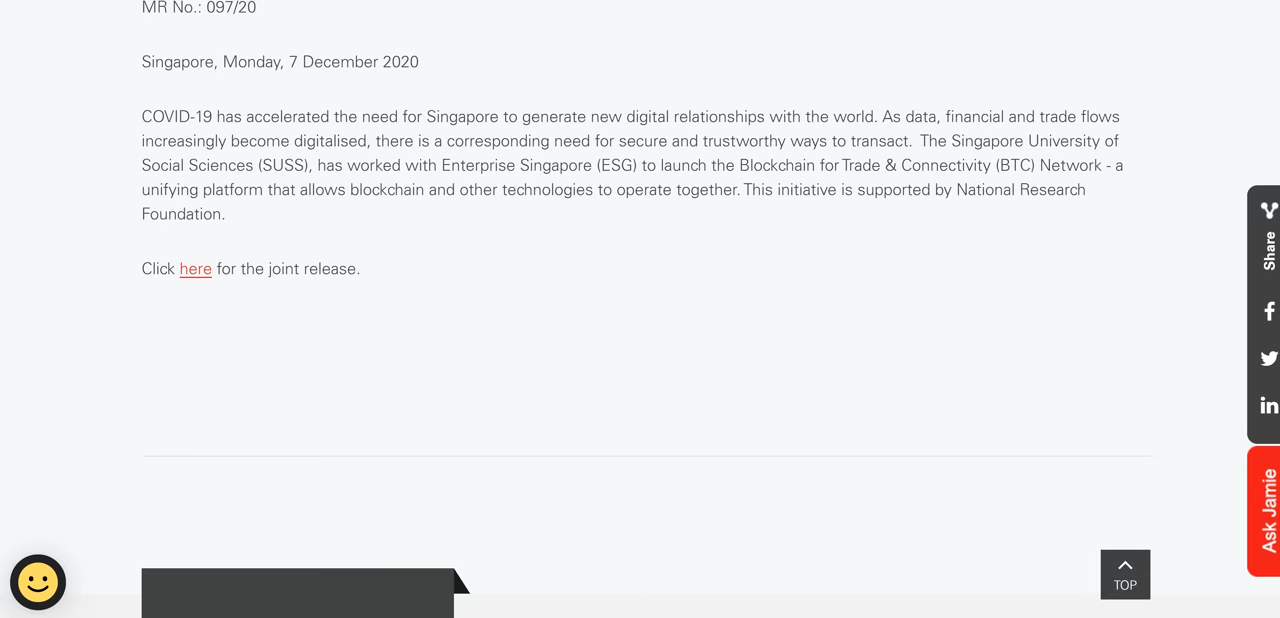 MR No.: 097/20
Singapore, Monday, 7 December 2020
COVID-19 has accelerated the need for Singapore to generate new digital relationships with the world. As data, financial and trade flows
increasingly become digitalised, there is a corresponding need for secure and trustworthy ways to transact.  The Singapore University of
Social Sciences (SUSS), has worked with Enterprise Singapore (ESG) to launch the Blockchain for Trade & Connectivity (BTC) Network - a
unifying platform that allows blockchain and other technologies to operate together. This initiative is supported by National Research
Foundation.
Click here for the joint release.
Share
Ask Jamie
TOP